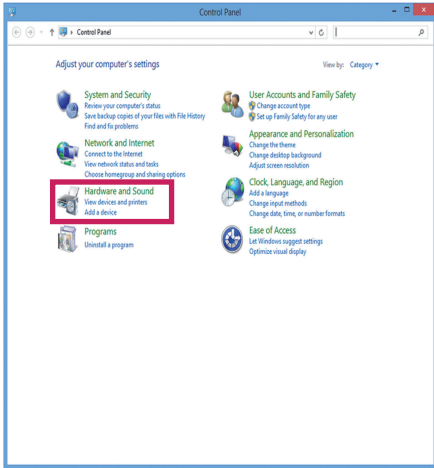 Control Panel
Control Panel
Adjust your computer's settings
View by: Category
System and Security
Review your computer's status
Save backup copies of your files with File History
Find and fix problems
Network and Internet
Connect to the Internet
View network status and tasks
Choose homegroup and sharing options
Hardware and Sound
View devices and printers
Add a device
Programs
Uninstall a program
User Accounts and Family Safety
Change account type
Set up Family Safety for any user
Appearance and Personalization
Change the theme
Change desktop background
Adjust screen resolution
Clock, Language, and Region
Add a language
Change input methods
Change date, time, or number formats
Ease of Access
Let Windows suggest settings
Optimize visual display